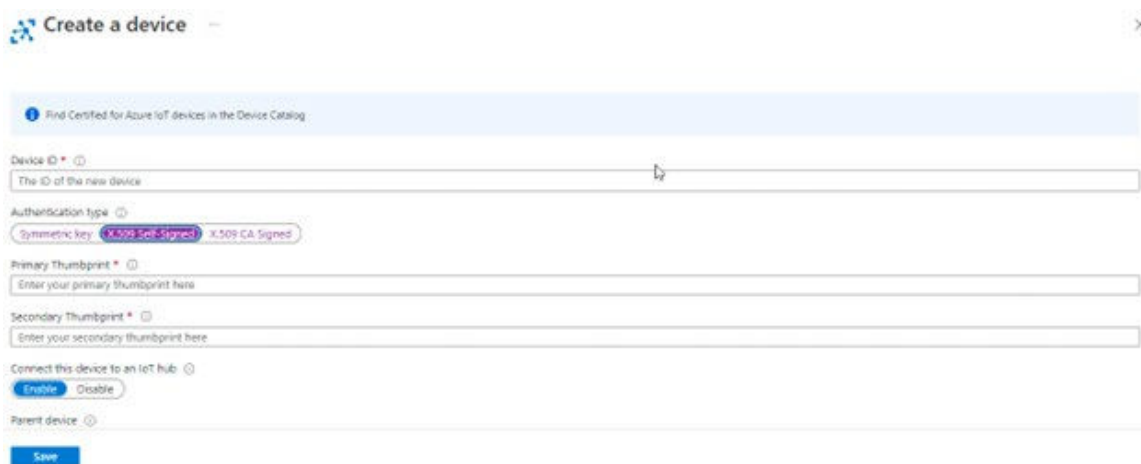 Create a device
Find Certified for Azure IoT devices in the Device Catalog
Device ID *
The ID of the new device
Authentication type
Symmetric key X.509 Self-Signed X.509 CA Signed
Primary Thumbprint *
Enter your primary thumbprint here
Secondary Thumbprint *
Enter your secondary thumbprint here
Connect this device to an IoT hub
Enable Disable
Parent device
Save